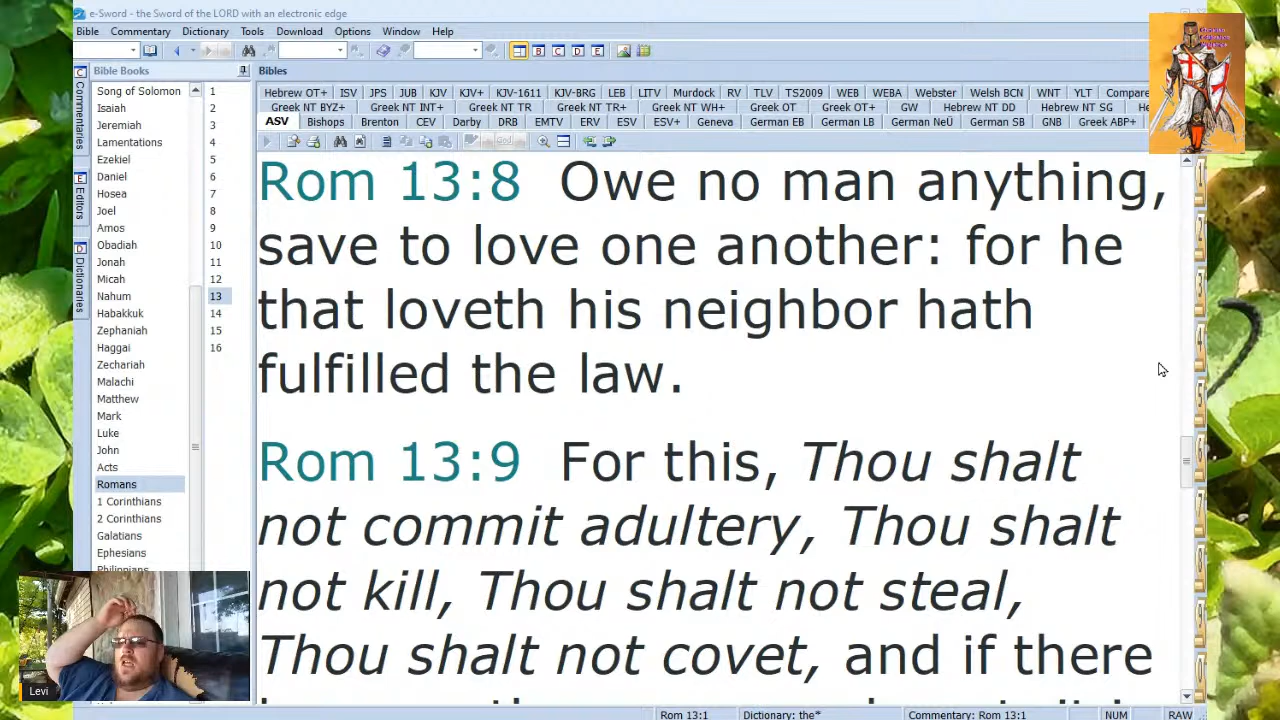 e-Sword - the Sword of the LORD with an electronic edge
Bible Commentary Dictionary Tools Download Options Window Help
Bible Books
Bibles
Commentaries
Editors
Dictionaries
Song of Solomon 1
Isaiah 2
Jeremiah 3
Lamentations 4
Ezekiel 5
Daniel 6
Hosea 7
Joel 8
Amos 9
Obadiah 10
Jonah 11
Micah 12
Nahum 13
Habakkuk 14
Zephaniah 15
Haggai 16
Zechariah
Malachi
Matthew
Mark
Luke
John
Acts
Romans
1 Corinthians
2 Corinthians
Galatians
Ephesians
Philippians
Hebrew OT+ ISV JPS JUB KJV KJV+ KJV-1611 KJV-BRG LEB LITV Murdock RV TLV TS2009 WEB WEBA Webster Welsh BCN WNT YLT Compare
Greek NT BYZ+ Greek NT INT+ Greek NT TR Greek NT TR+ Greek NT WH+ Greek OT Greek OT+ GW Hebrew NT DD Hebrew NT SG Hebrew
ASV Bishops Brenton CEV Darby DNB EMTV ERV ESV ESV+ Geneva German EB German LB German NeÜ German SB GNB Greek ABP+
Rom 13:8 Owe no man anything,
save to love one another: for he
that loveth his neighbor hath
fulfilled the law.
Rom 13:9 For this, Thou shalt
not commit adultery, Thou shalt
not kill, Thou shalt not steal,
Thou shalt not covet, and if there
Levi
Rom 13:1 Dictionary: the* Commentary: Rom 13:1 NUM RAW